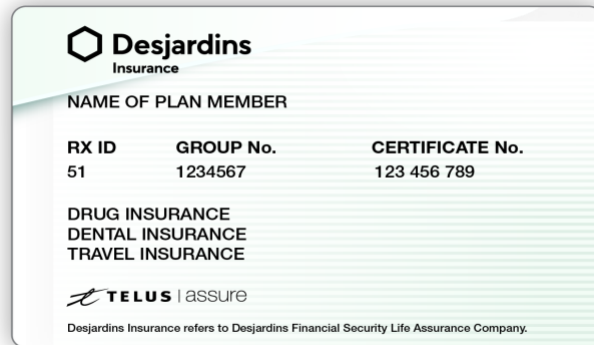 Desjardins
Insurance
NAME OF PLAN MEMBER
RX ID GROUP No. CERTIFICATE No.
51 1234567 123 456 789
DRUG INSURANCE
DENTAL INSURANCE
TRAVEL INSURANCE
TELUS | assure
Desjardins Insurance refers to Desjardins Financial Security Life Assurance Company.